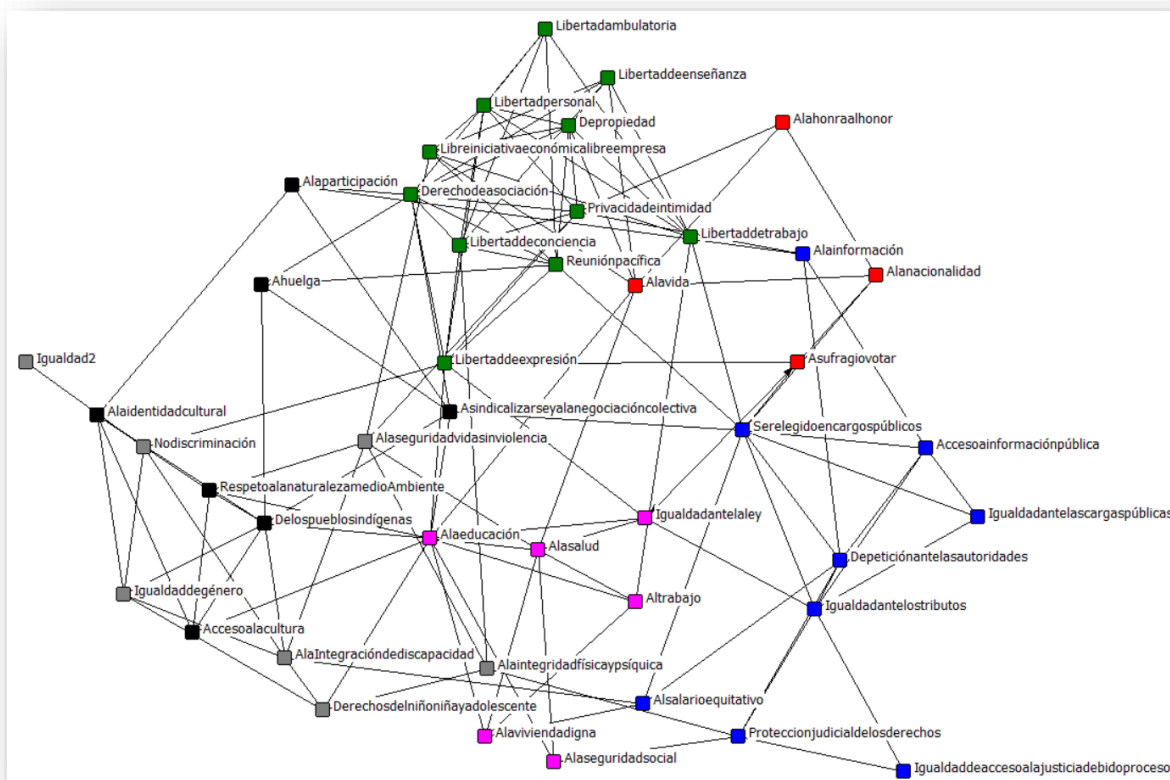 Libertadambulatoria
Libertaddeenseñanza
Libertadpersonal
Depropiedad
Alahonraalhonor
Libreiniciativaeconómicalibreempresa
Alaparticipación
Derechodeasociación
Privacidadeintimidad
Libertaddetrabajo
Libertaddeconciencia
Alainformación
Reuniónpacífica
Alanacionalidad
Ahuelga
Alavida
Igualdad2
Libertaddeexpresión
Asufragiovotar
Alaidentidadcultural
Asindicalizarseyalanegociacióncolectiva
Serelegidoencargospúblicos
Nodiscriminación
Alaseguridadvidasinviolencia
Accesoainformaciónpública
RespetoalanaturalezamedioAmbiente
Igualdadantelascargaspúblicas
Igualdadantelaley
Delospueblosindígenas
Alaeducación
Alasalud
Depeticiónantelasautoridades
Igualdaddegénero
Altrabajo
Igualdadantelostributos
Accesoalacultura
AlaIntegracióndediscapacidad
Alaintegridadfísicaypsíquica
Alsalarioequitativo
Derechosdelniñoniñayadolescente
Alaviviendadigna
Proteccionjudicialdelosderechos
Alaseguridadsocial
Igualdaddeaccesoalajusticiadebidoproceso